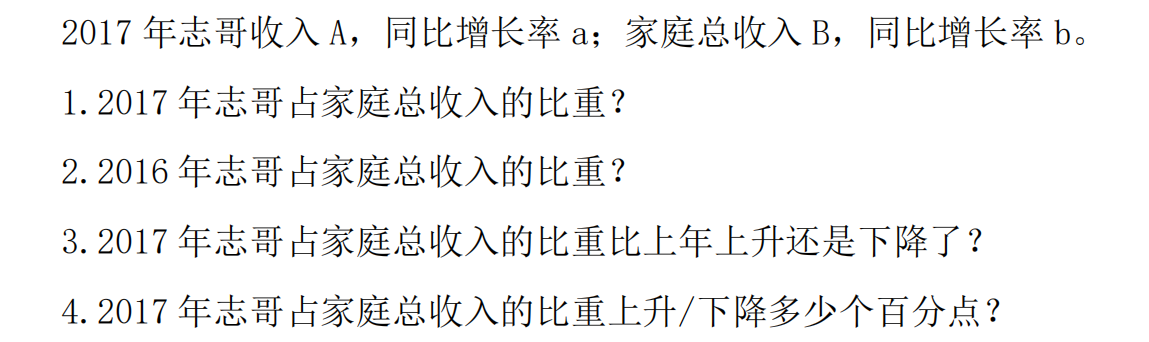 2017 年志哥收入 A，同比增长率 a；家庭总收入 B，同比增长率 b。
1.2017 年志哥占家庭总收入的比重？
2.2016 年志哥占家庭总收入的比重？
3.2017 年志哥占家庭总收入的比重比上年上升还是下降了？
4.2017 年志哥占家庭总收入的比重上升/下降多少个百分点？